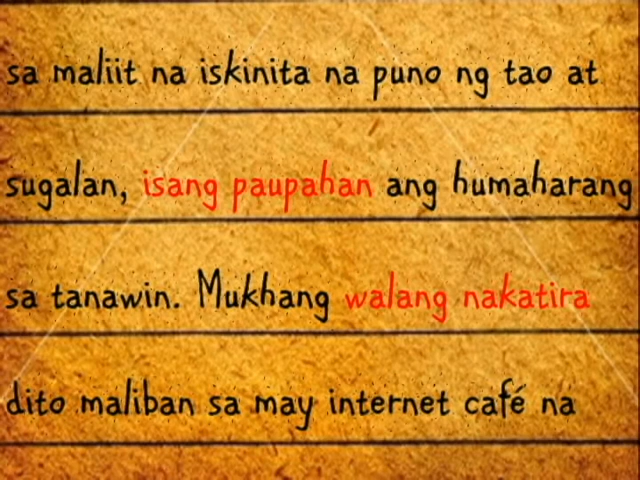 sa maliit na iskinita na puno ng tao at
sugalan, isang paupahan ang humaharang
sa tanawin. Mukhang walang nakatira
dito maliban sa may internet café na